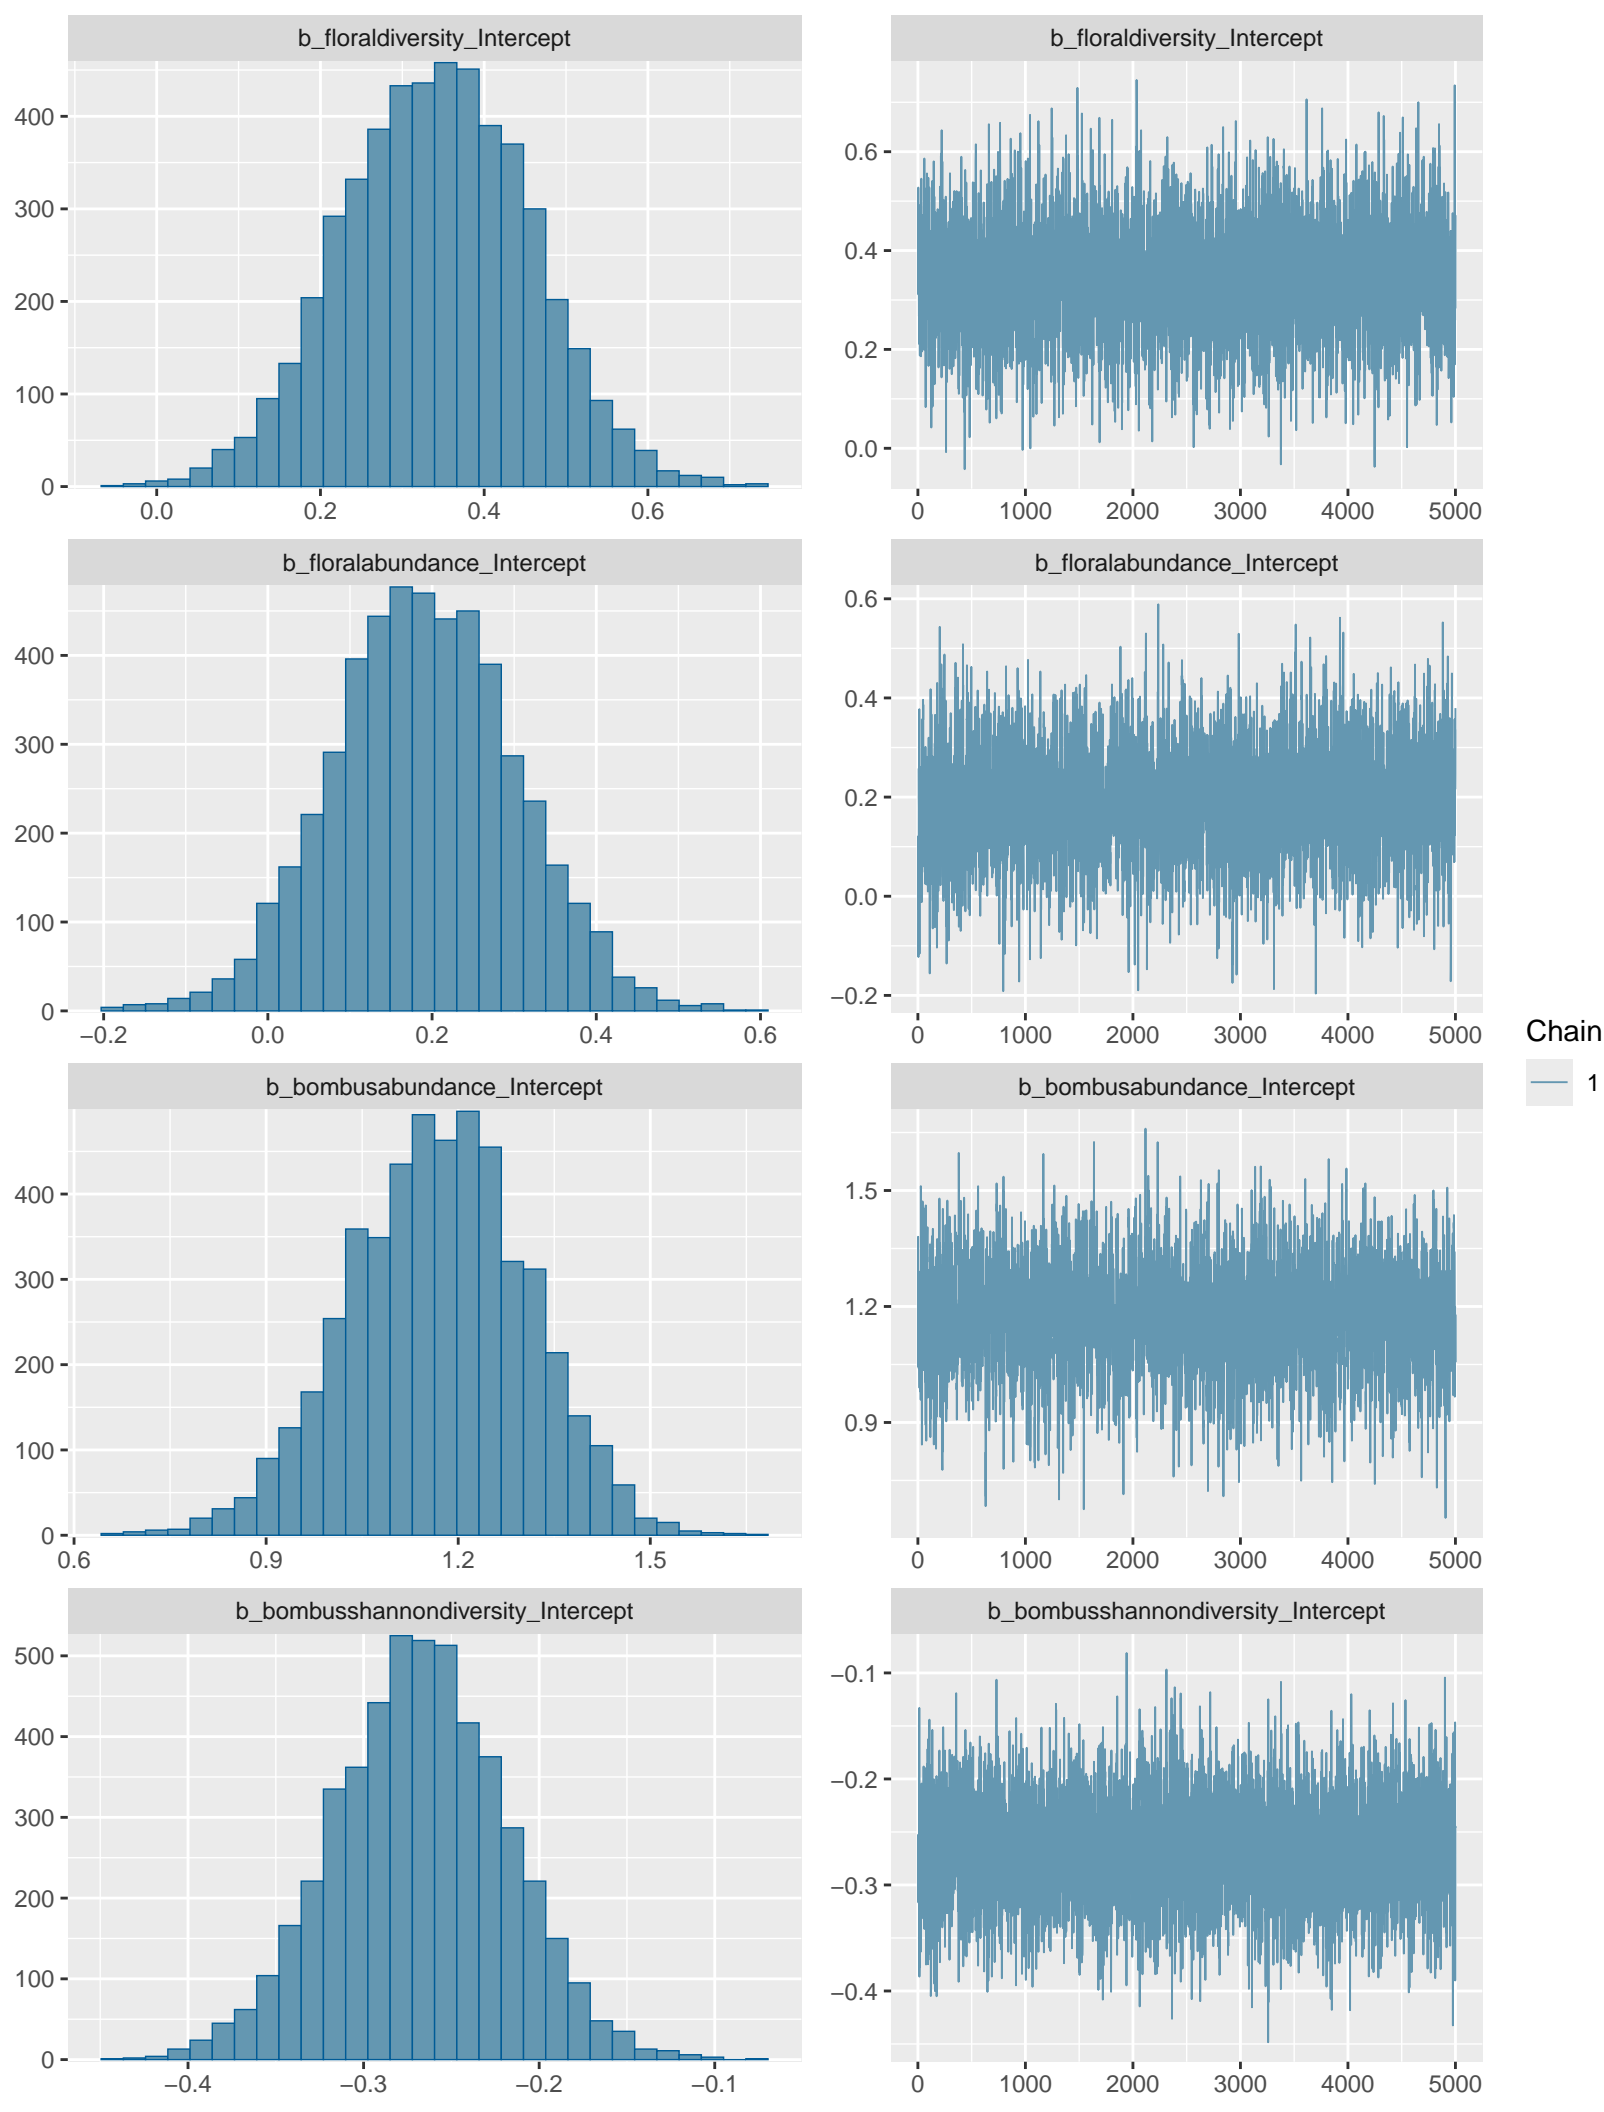 b_floraldiversity_Intercept
b_floraldiversity_Intercept
400
300
200
100
0
0.0 0.2 0.4 0.6
0.6
0.4
0.2
0.0
0 1000 2000 3000 4000 5000
b_floralabundance_Intercept
b_floralabundance_Intercept
400
300
200
100
0
−0.2 0.0 0.2 0.4 0.6
0.6
0.4
0.2
0.0
−0.2
0 1000 2000 3000 4000 5000
Chain
1
b_bombusabundance_Intercept
b_bombusabundance_Intercept
400
300
200
100
0
0.6 0.9 1.2 1.5
1.5
1.2
0.9
0 1000 2000 3000 4000 5000
b_bombusshannondiversity_Intercept
b_bombusshannondiversity_Intercept
500
400
300
200
100
0
−0.4 −0.3 −0.2 −0.1
−0.1
−0.2
−0.3
−0.4
0 1000 2000 3000 4000 5000